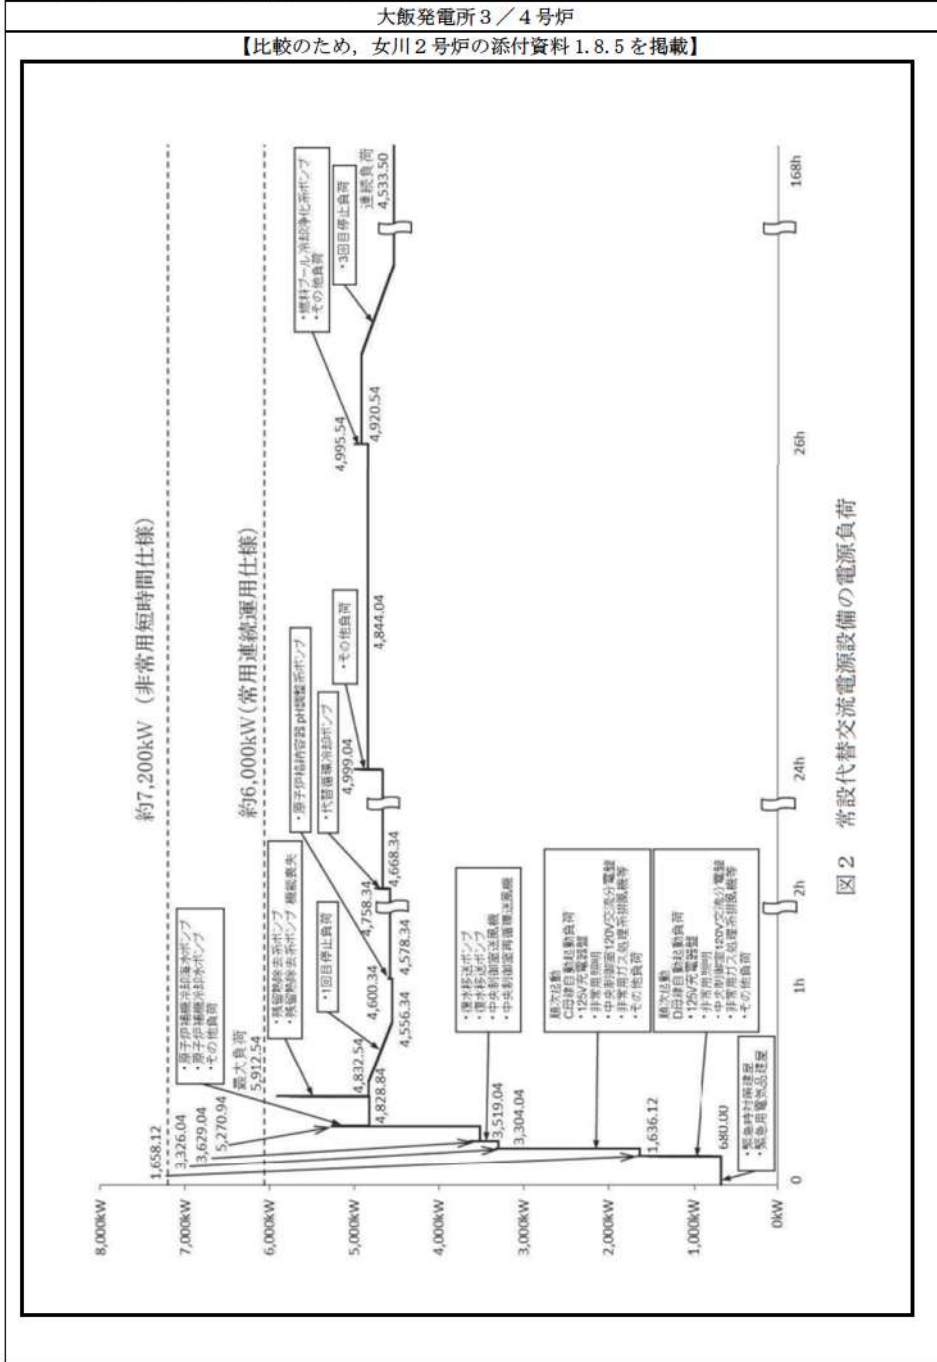 大飯発電所3／4号炉
【比較のため，女川2号炉の添付資料1.8.5を掲載】
8,000kW
7,000kW
6,000kW
5,000kW
4,000kW
3,000kW
2,000kW
1,000kW
0kW
約7,200kW（非常用短時間仕様）
約6,000kW（常用連続運用仕様）
1,658.12
3,326.04
3,629.04
5,270.94
最大負荷
5,912.54
・原子炉補機冷却海水ポンプ
・原子炉補機冷却水ポンプ
・その他負荷
・残留熱除去系ポンプ
・残留熱除去系ポンプ 機能喪失
・1回目停止負荷
4,832.54
4,828.84
4,600.34
4,556.34
4,578.34
・原子炉格納容器pH調整系ポンプ
・代替循環冷却ポンプ
4,758.34
4,668.34
・その他負荷
4,999.04
4,844.04
・燃料プール冷却浄化系ポンプ
・その他負荷
4,995.54
4,920.54
・3回目停止負荷
連続負荷
4,533.50
・復水移送ポンプ
・復水移送ポンプ
・中央制御室送風機
・中央制御室再循環送風機
3,519.04
3,304.04
順次起動
C母線自動起動負荷
・125V充電器盤
・非常用照明
・中央制御室120V交流分電盤
・非常用ガス処理系排風機等
・その他負荷
1,636.12
順次起動
D母線自動起動負荷
・125V充電器盤
・非常用照明
・中央制御室120V交流分電盤
・非常用ガス処理系排風機等
・その他負荷
680.00
・緊急時対策建屋
・緊急用電気品建屋
0
1h
2h
24h
26h
168h
図2　常設代替交流電源設備の電源負荷